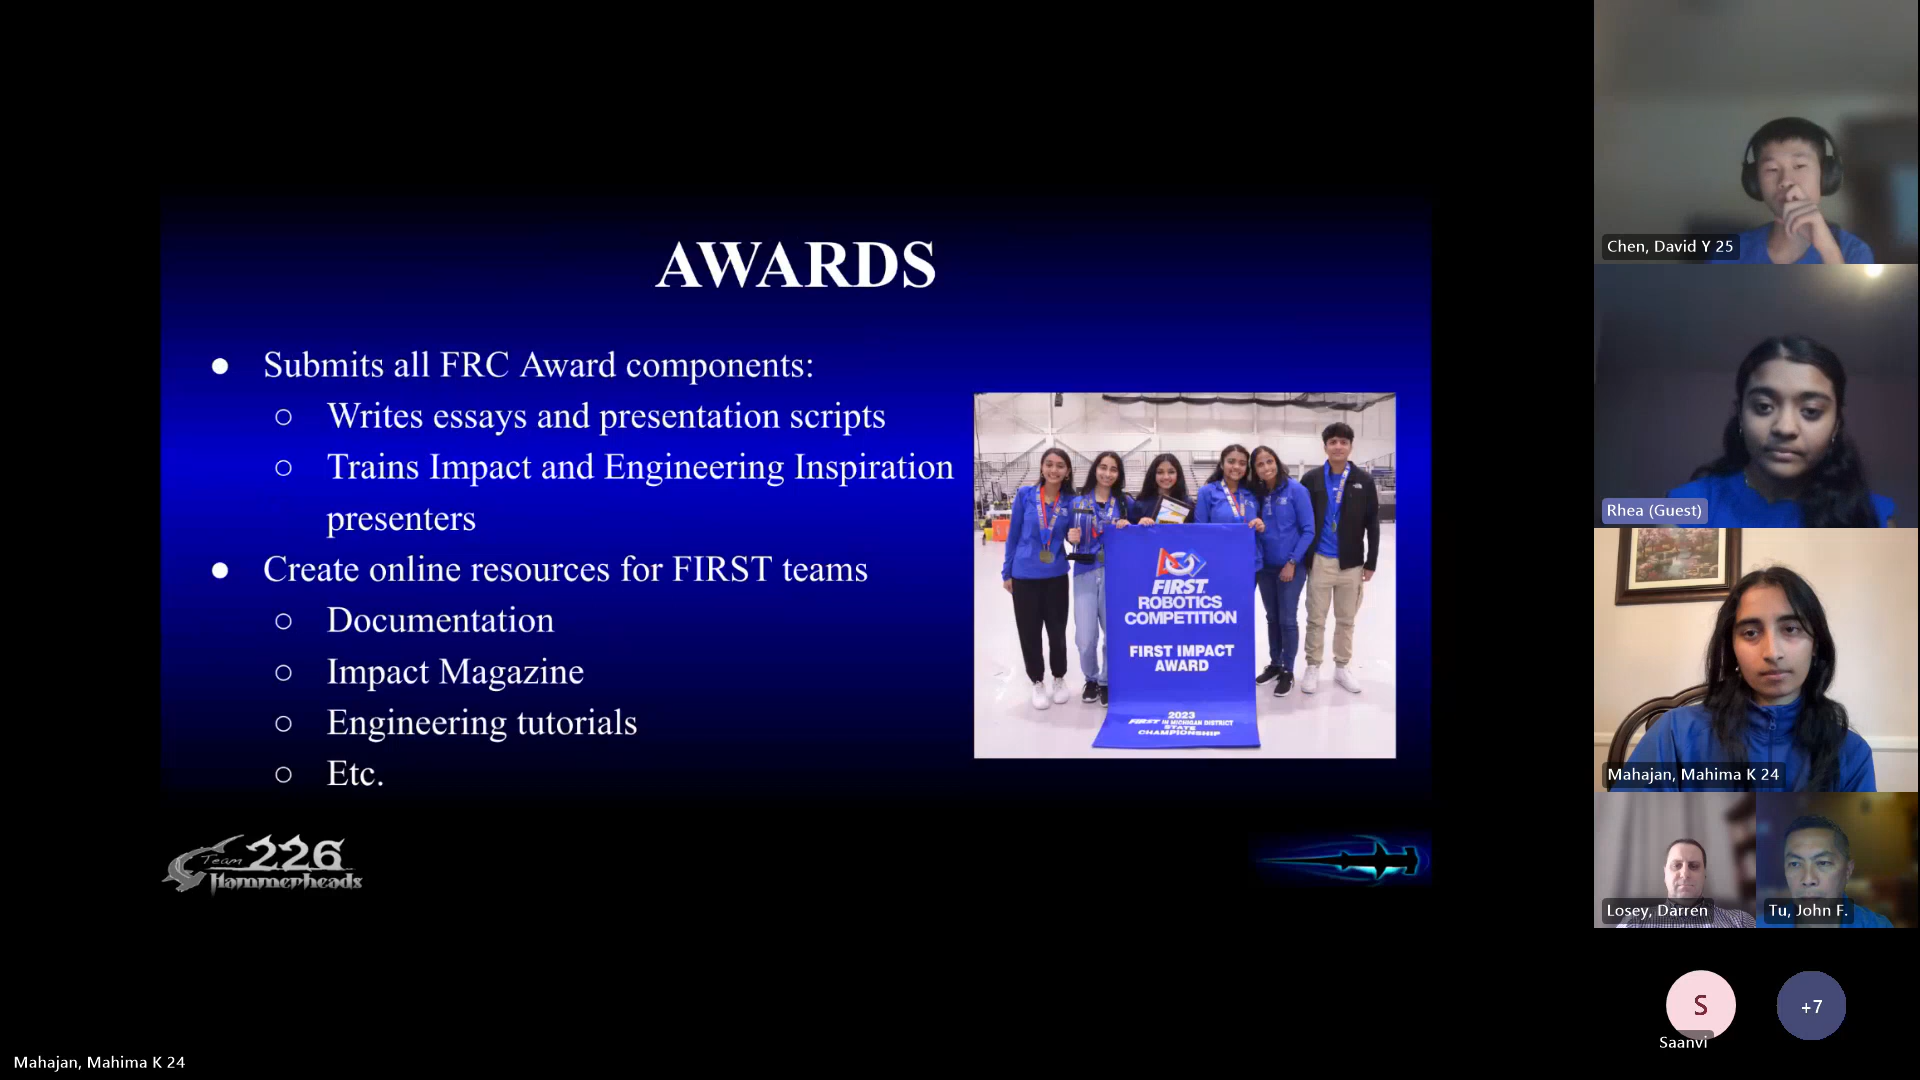 AWARDS
● Submits all FRC Award components:
○ Writes essays and presentation scripts
○ Trains Impact and Engineering Inspiration
presenters
● Create online resources for FIRST teams
○ Documentation
○ Impact Magazine
○ Engineering tutorials
○ Etc.
FIRST
ROBOTICS
COMPETITION
FIRST IMPACT
AWARD
2023
FIRST IN MICHIGAN DISTRICT
STATE
CHAMPIONSHIP
Team 226
Hammerheads
Chen, David Y 25
Rhea (Guest)
Mahajan, Mahima K 24
Losey, Darren
Tu, John F.
S
+7
Saanvi
Mahajan, Mahima K 24